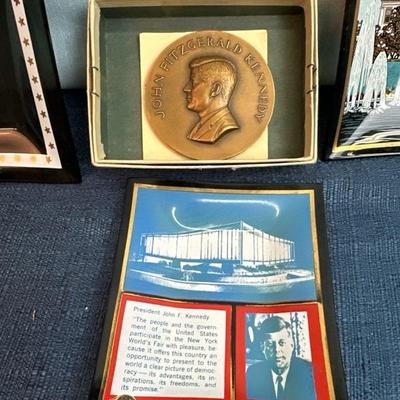 JOHN FITZGERALD KENNEDY
President John F. Kennedy
"The people and the govern-
ment of the United States
participate in the New York
World's Fair with pleasure, be-
cause it offers this country an
opportunity to present to the
world a clear picture of democ-
racy — its advantages, its in-
spirations, its freedoms, and
its promise."